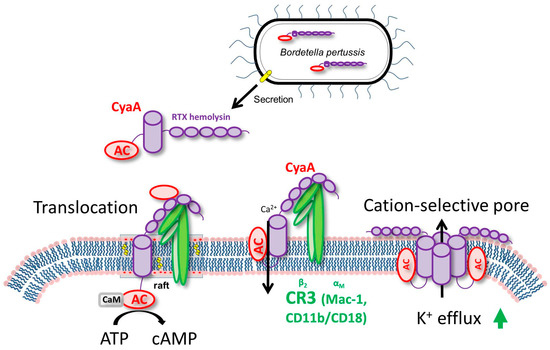 Bordetella pertussis
Secretion
CyaA
RTX hemolysin
AC
CyaA
Translocation
Ca²⁺
Cation-selective pore
AC
AC
AC
raft
β₂ α_M
CaM
AC
CR3 (Mac-1,
CD11b/CD18)
K⁺ efflux
ATP
cAMP